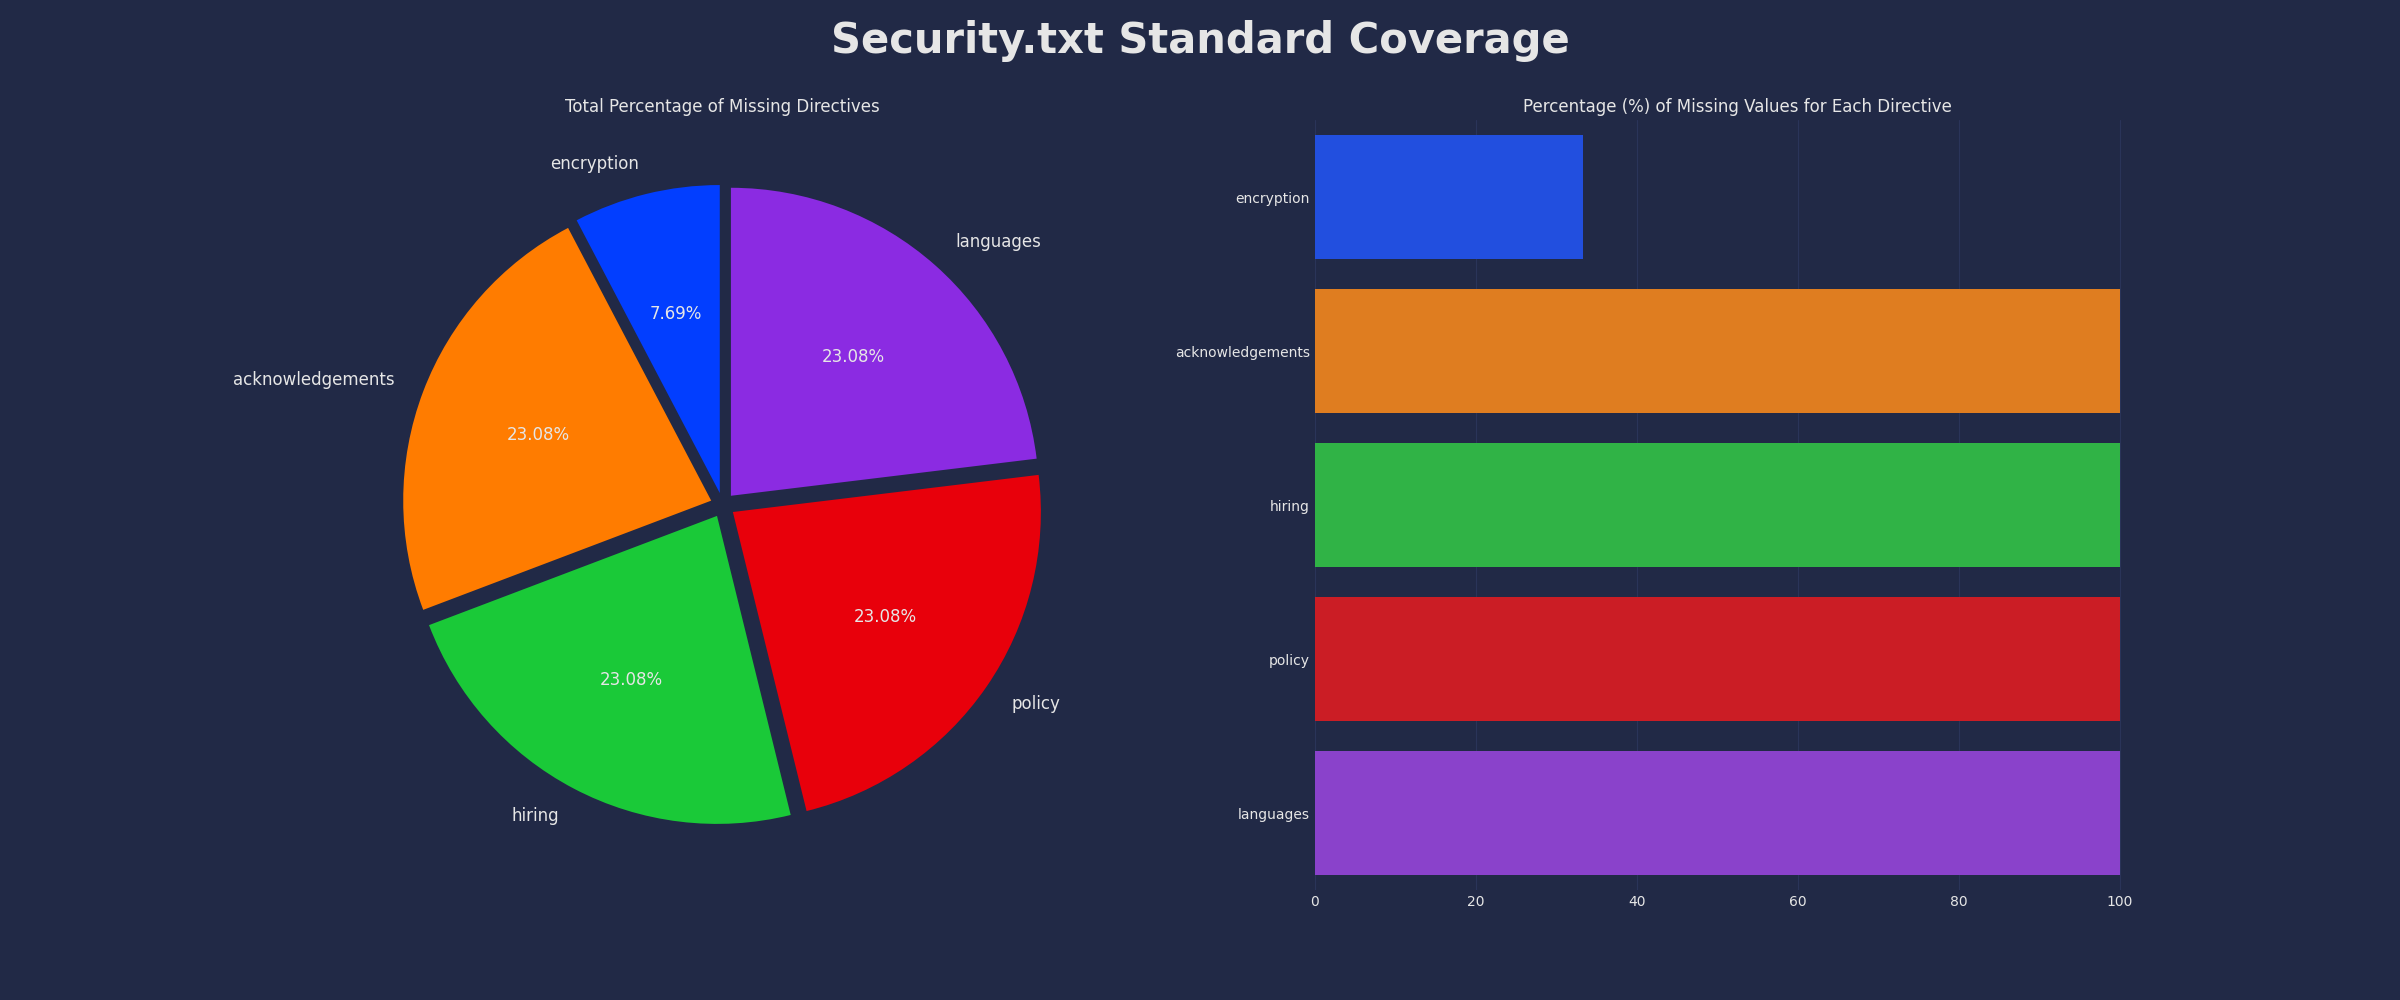 Security.txt Standard Coverage
Total Percentage of Missing Directives
encryption
languages
acknowledgements
policy
hiring
7.69%
23.08%
23.08%
23.08%
23.08%
Percentage (%) of Missing Values for Each Directive
encryption
acknowledgements
hiring
policy
languages
0 20 40 60 80 100